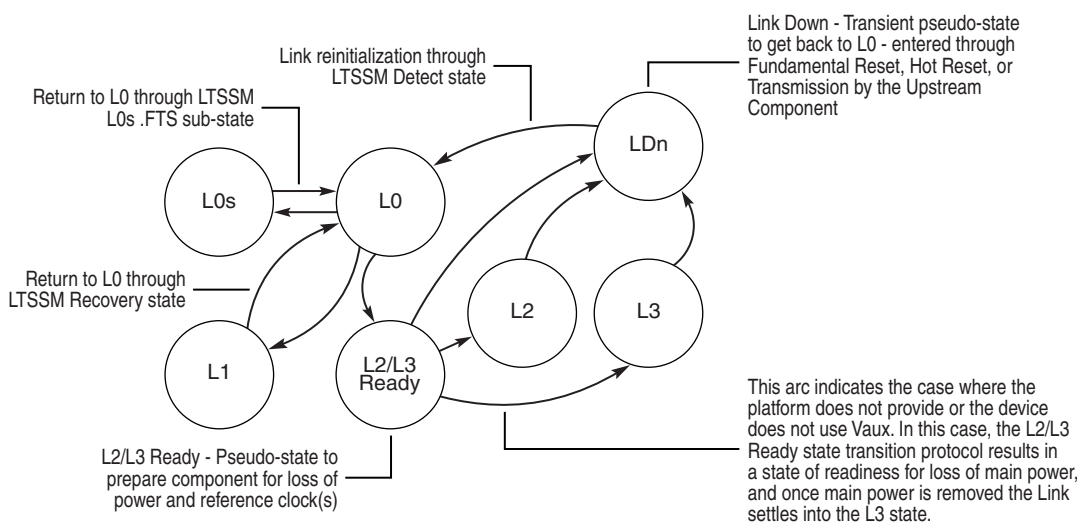 Link Down - Transient pseudo-state
to get back to L0 - entered through
Fundamental Reset, Hot Reset, or
Transmission by the Upstream
Component
Link reinitialization through
LTSSM Detect state
Return to L0 through LTSSM
L0s .FTS sub-state
LDn
L0s
L0
Return to L0 through
LTSSM Recovery state
L2
L3
L1
L2/L3
Ready
This arc indicates the case where the
platform does not provide or the device
does not use Vaux. In this case, the L2/L3
Ready state transition protocol results in
a state of readiness for loss of main power,
and once main power is removed the Link
settles into the L3 state.
L2/L3 Ready - Pseudo-state to
prepare component for loss of
power and reference clock(s)